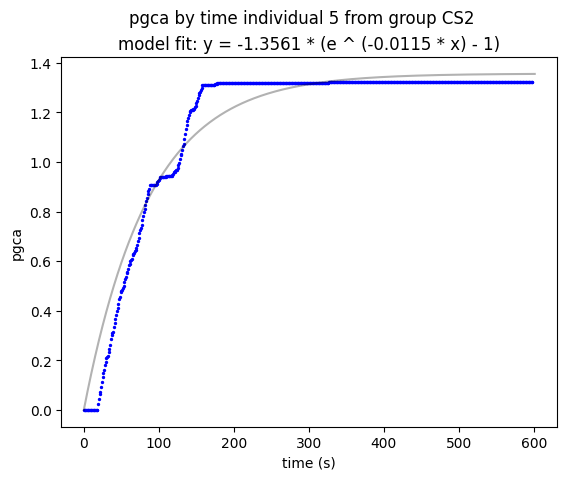 pgca by time individual 5 from group CS2
model fit: y = -1.3561 * (e ^ (-0.0115 * x) - 1)
1.4
1.2
1.0
0.8
0.6
0.4
0.2
0.0
pgca
0 100 200 300 400 500 600
time (s)